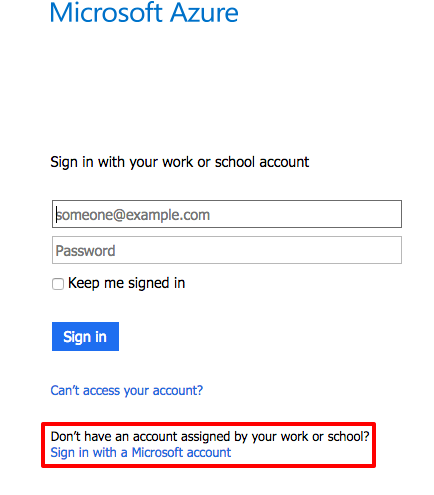 Microsoft Azure
Sign in with your work or school account
someone@example.com
Password
Keep me signed in
Sign in
Can't access your account?
Don't have an account assigned by your work or school?
Sign in with a Microsoft account